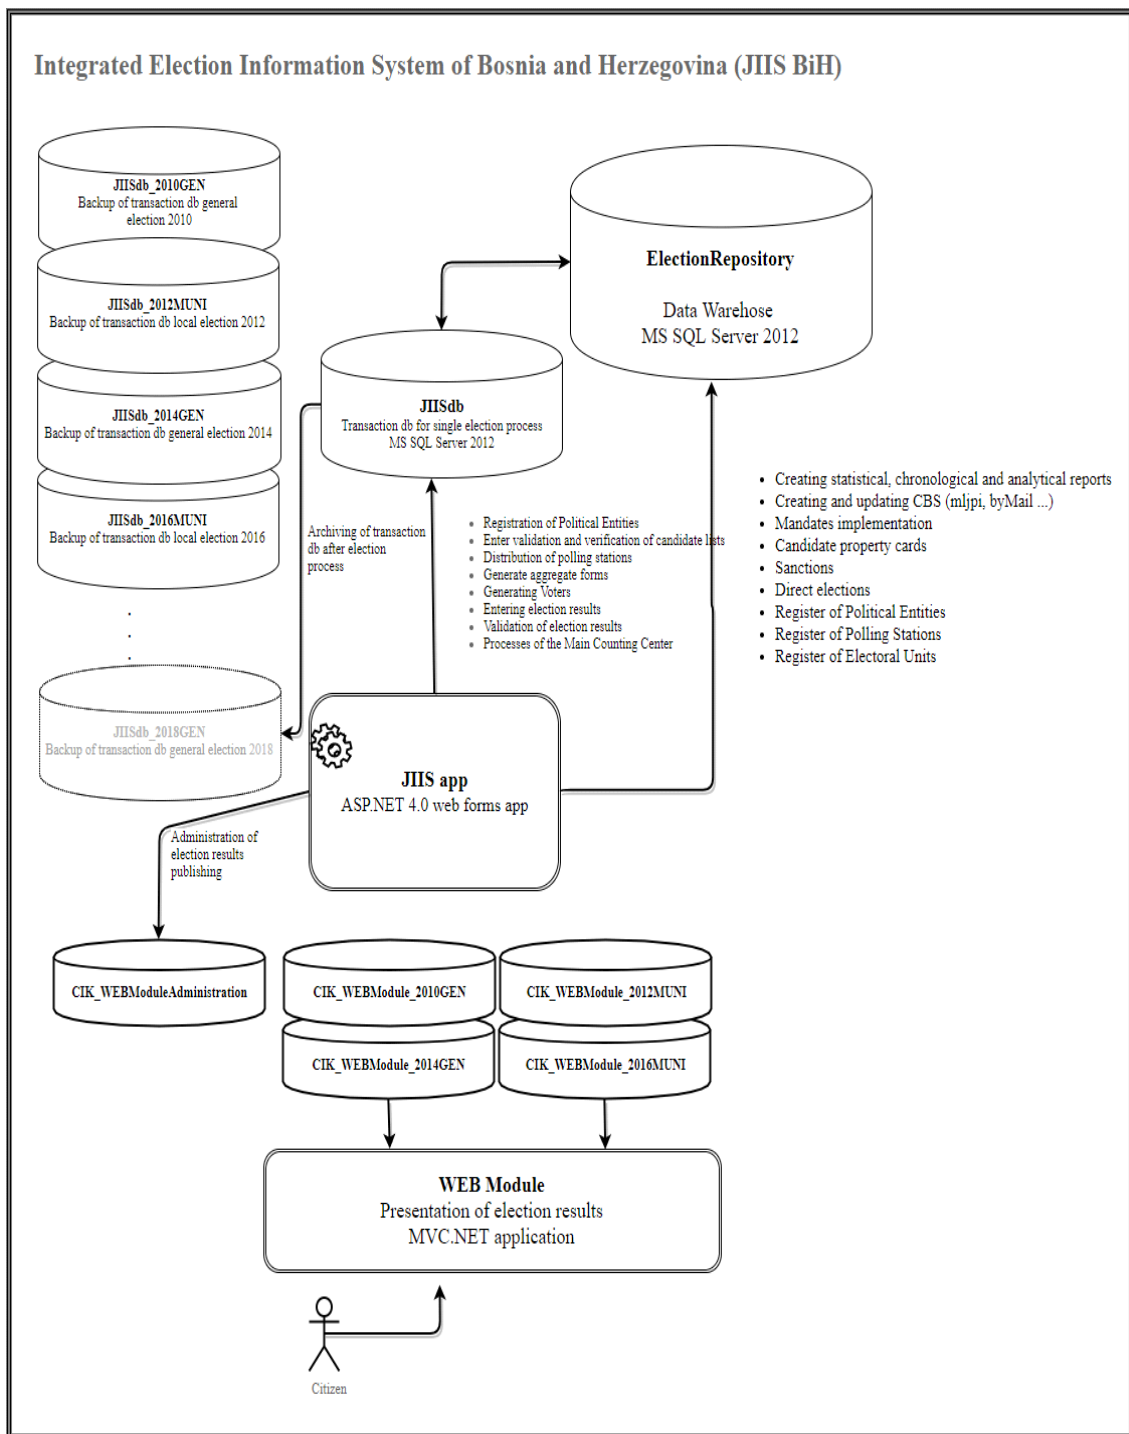 Integrated Election Information System of Bosnia and Herzegovina (JIIS BiH)
JIISdb_2010GEN
Backup of transaction db general
election 2010
JIISdb_2012MUNI
Backup of transaction db local election 2012
JIISdb_2014GEN
Backup of transaction db general election 2014
JIISdb_2016MUNI
Backup of transaction db local election 2016
.
.
.
JIISdb_2018GEN
Backup of transaction db general election 2018
ElectionRepository
Data Warehose
MS SQL Server 2012
JIISdb
Transaction db for single election process
MS SQL Server 2012
Archiving of transaction
db after election
process
• Registration of Political Entities
• Enter validation and verification of candidate lists
• Distribution of polling stations
• Generate aggregate forms
• Generating Voters
• Entering election results
• Validation of election results
• Processes of the Main Counting Center
• Creating statistical, chronological and analytical reports
• Creating and updating CBS (mljpi, byMail ...)
• Mandates implementation
• Candidate property cards
• Sanctions
• Direct elections
• Register of Political Entities
• Register of Polling Stations
• Register of Electoral Units
JIIS app
ASP.NET 4.0 web forms app
Administration of
election results
publishing
CIK_WEBModuleAdministration
CIK_WEBModule_2010GEN
CIK_WEBModule_2012MUNI
CIK_WEBModule_2014GEN
CIK_WEBModule_2016MUNI
WEB Module
Presentation of election results
MVC.NET application
Citizen